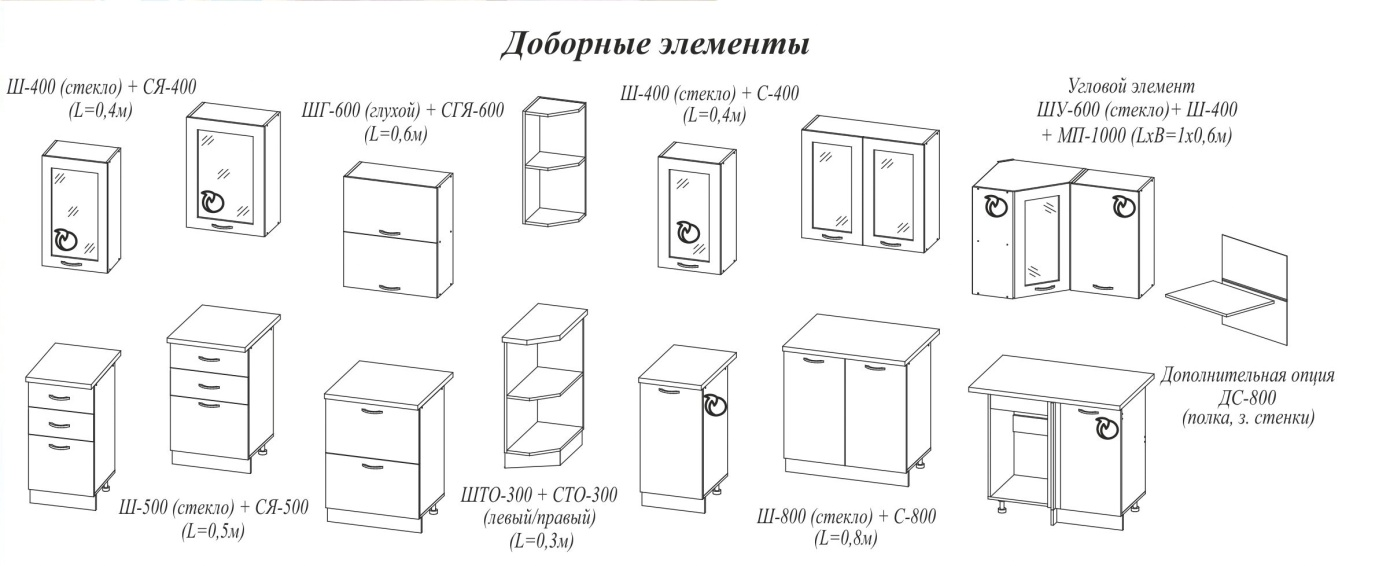 Доборные элементы
Ш-400 (стекло) + СЯ-400
(L=0,4м)
ШГ-600 (глухой) + СГЯ-600
(L=0,6м)
Ш-400 (стекло) + С-400
(L=0,4м)
Угловой элемент
ШУ-600 (стекло)+ Ш-400
+ МП-1000 (LxВ=1x0,6м)
Дополнительная опция
ДС-800
(полка, з. стенки)
Ш-500 (стекло) + СЯ-500
(L=0,5м)
ШТО-300 + СТО-300
(левый/правый)
(L=0,3м)
Ш-800 (стекло) + С-800
(L=0,8м)